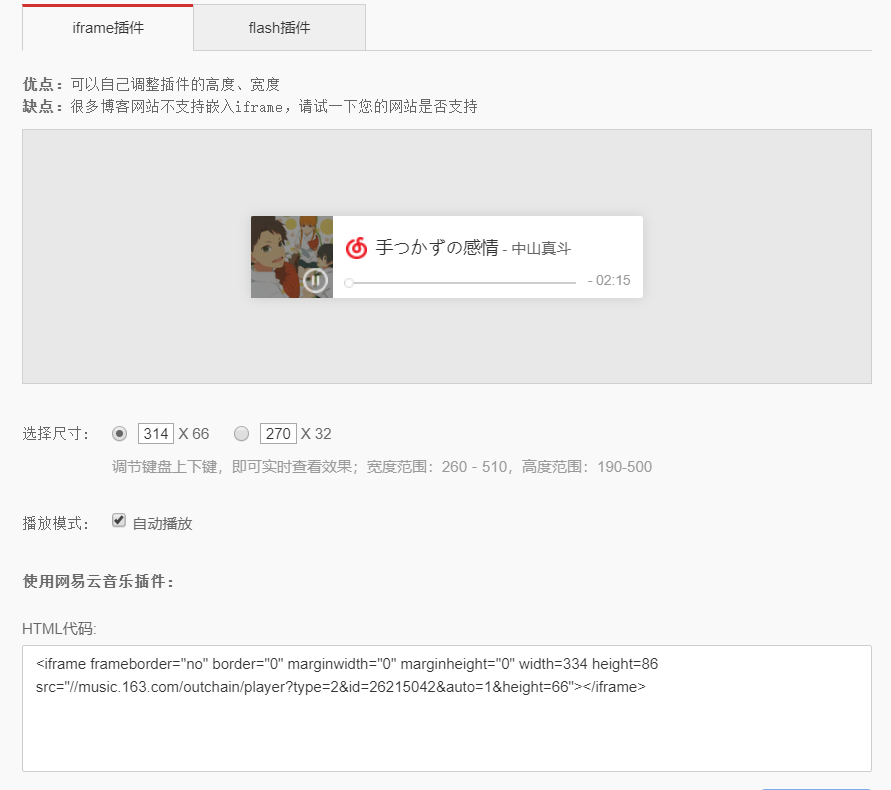 iframe插件
flash插件
优点：可以自己调整插件的高度、宽度
缺点：很多博客网站不支持嵌入iframe，请试一下您的网站是否支持
手つかずの感情 - 中山真斗
- 02:15
选择尺寸： 314 X 66 270 X 32
调节键盘上下键，即可实时查看效果；宽度范围：260 - 510，高度范围：190-500
播放模式： 自动播放
使用网易云音乐插件：
HTML代码:
<iframe frameborder="no" border="0" marginwidth="0" marginheight="0" width=334 height=86
src="//music.163.com/outchain/player?type=2&id=26215042&auto=1&height=66"></iframe>